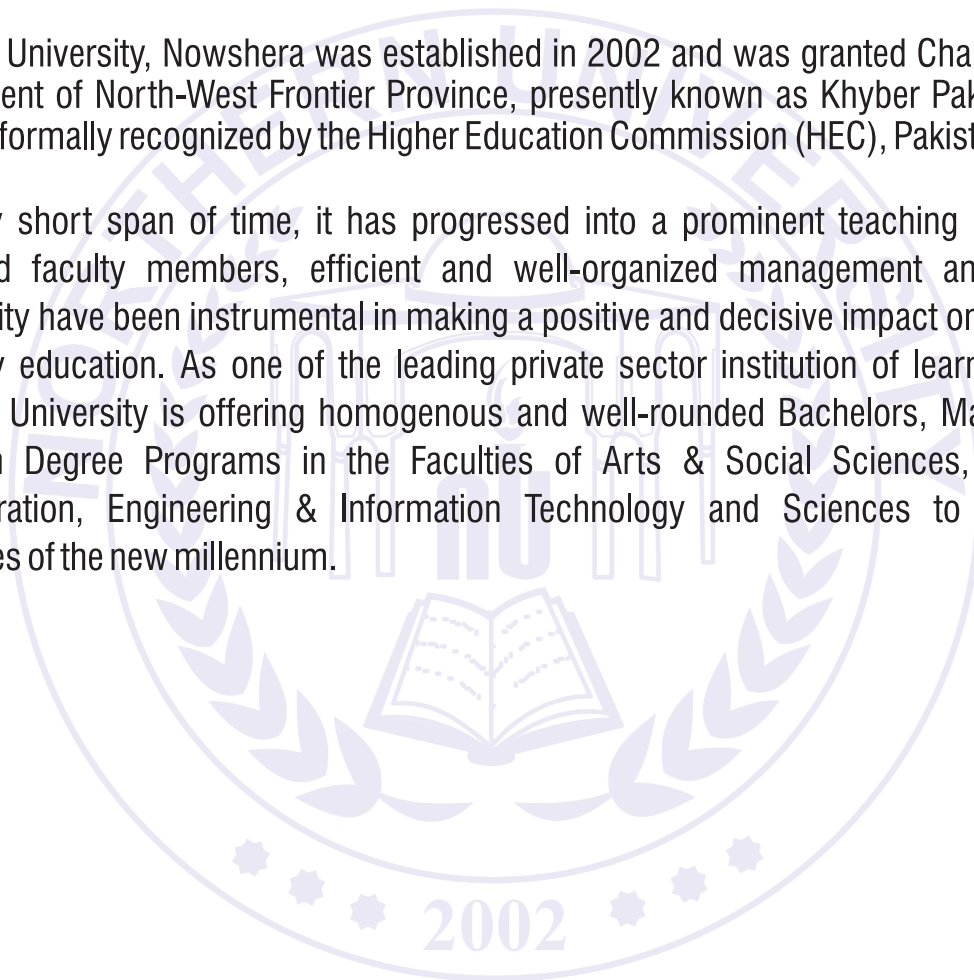 University, Nowshera was established in 2002 and was granted Cha
ent of North-West Frontier Province, presently known as Khyber Pak
formally recognized by the Higher Education Commission (HEC), Pakist
y short span of time, it has progressed into a prominent teaching
d faculty members, efficient and well-organized management an
ity have been instrumental in making a positive and decisive impact on
y education. As one of the leading private sector institution of learn
University is offering homogenous and well-rounded Bachelors, Ma
n Degree Programs in the Faculties of Arts & Social Sciences,
ration, Engineering & Information Technology and Sciences to
es of the new millennium.
NORTHERN UNIVERSITY
nu
2002